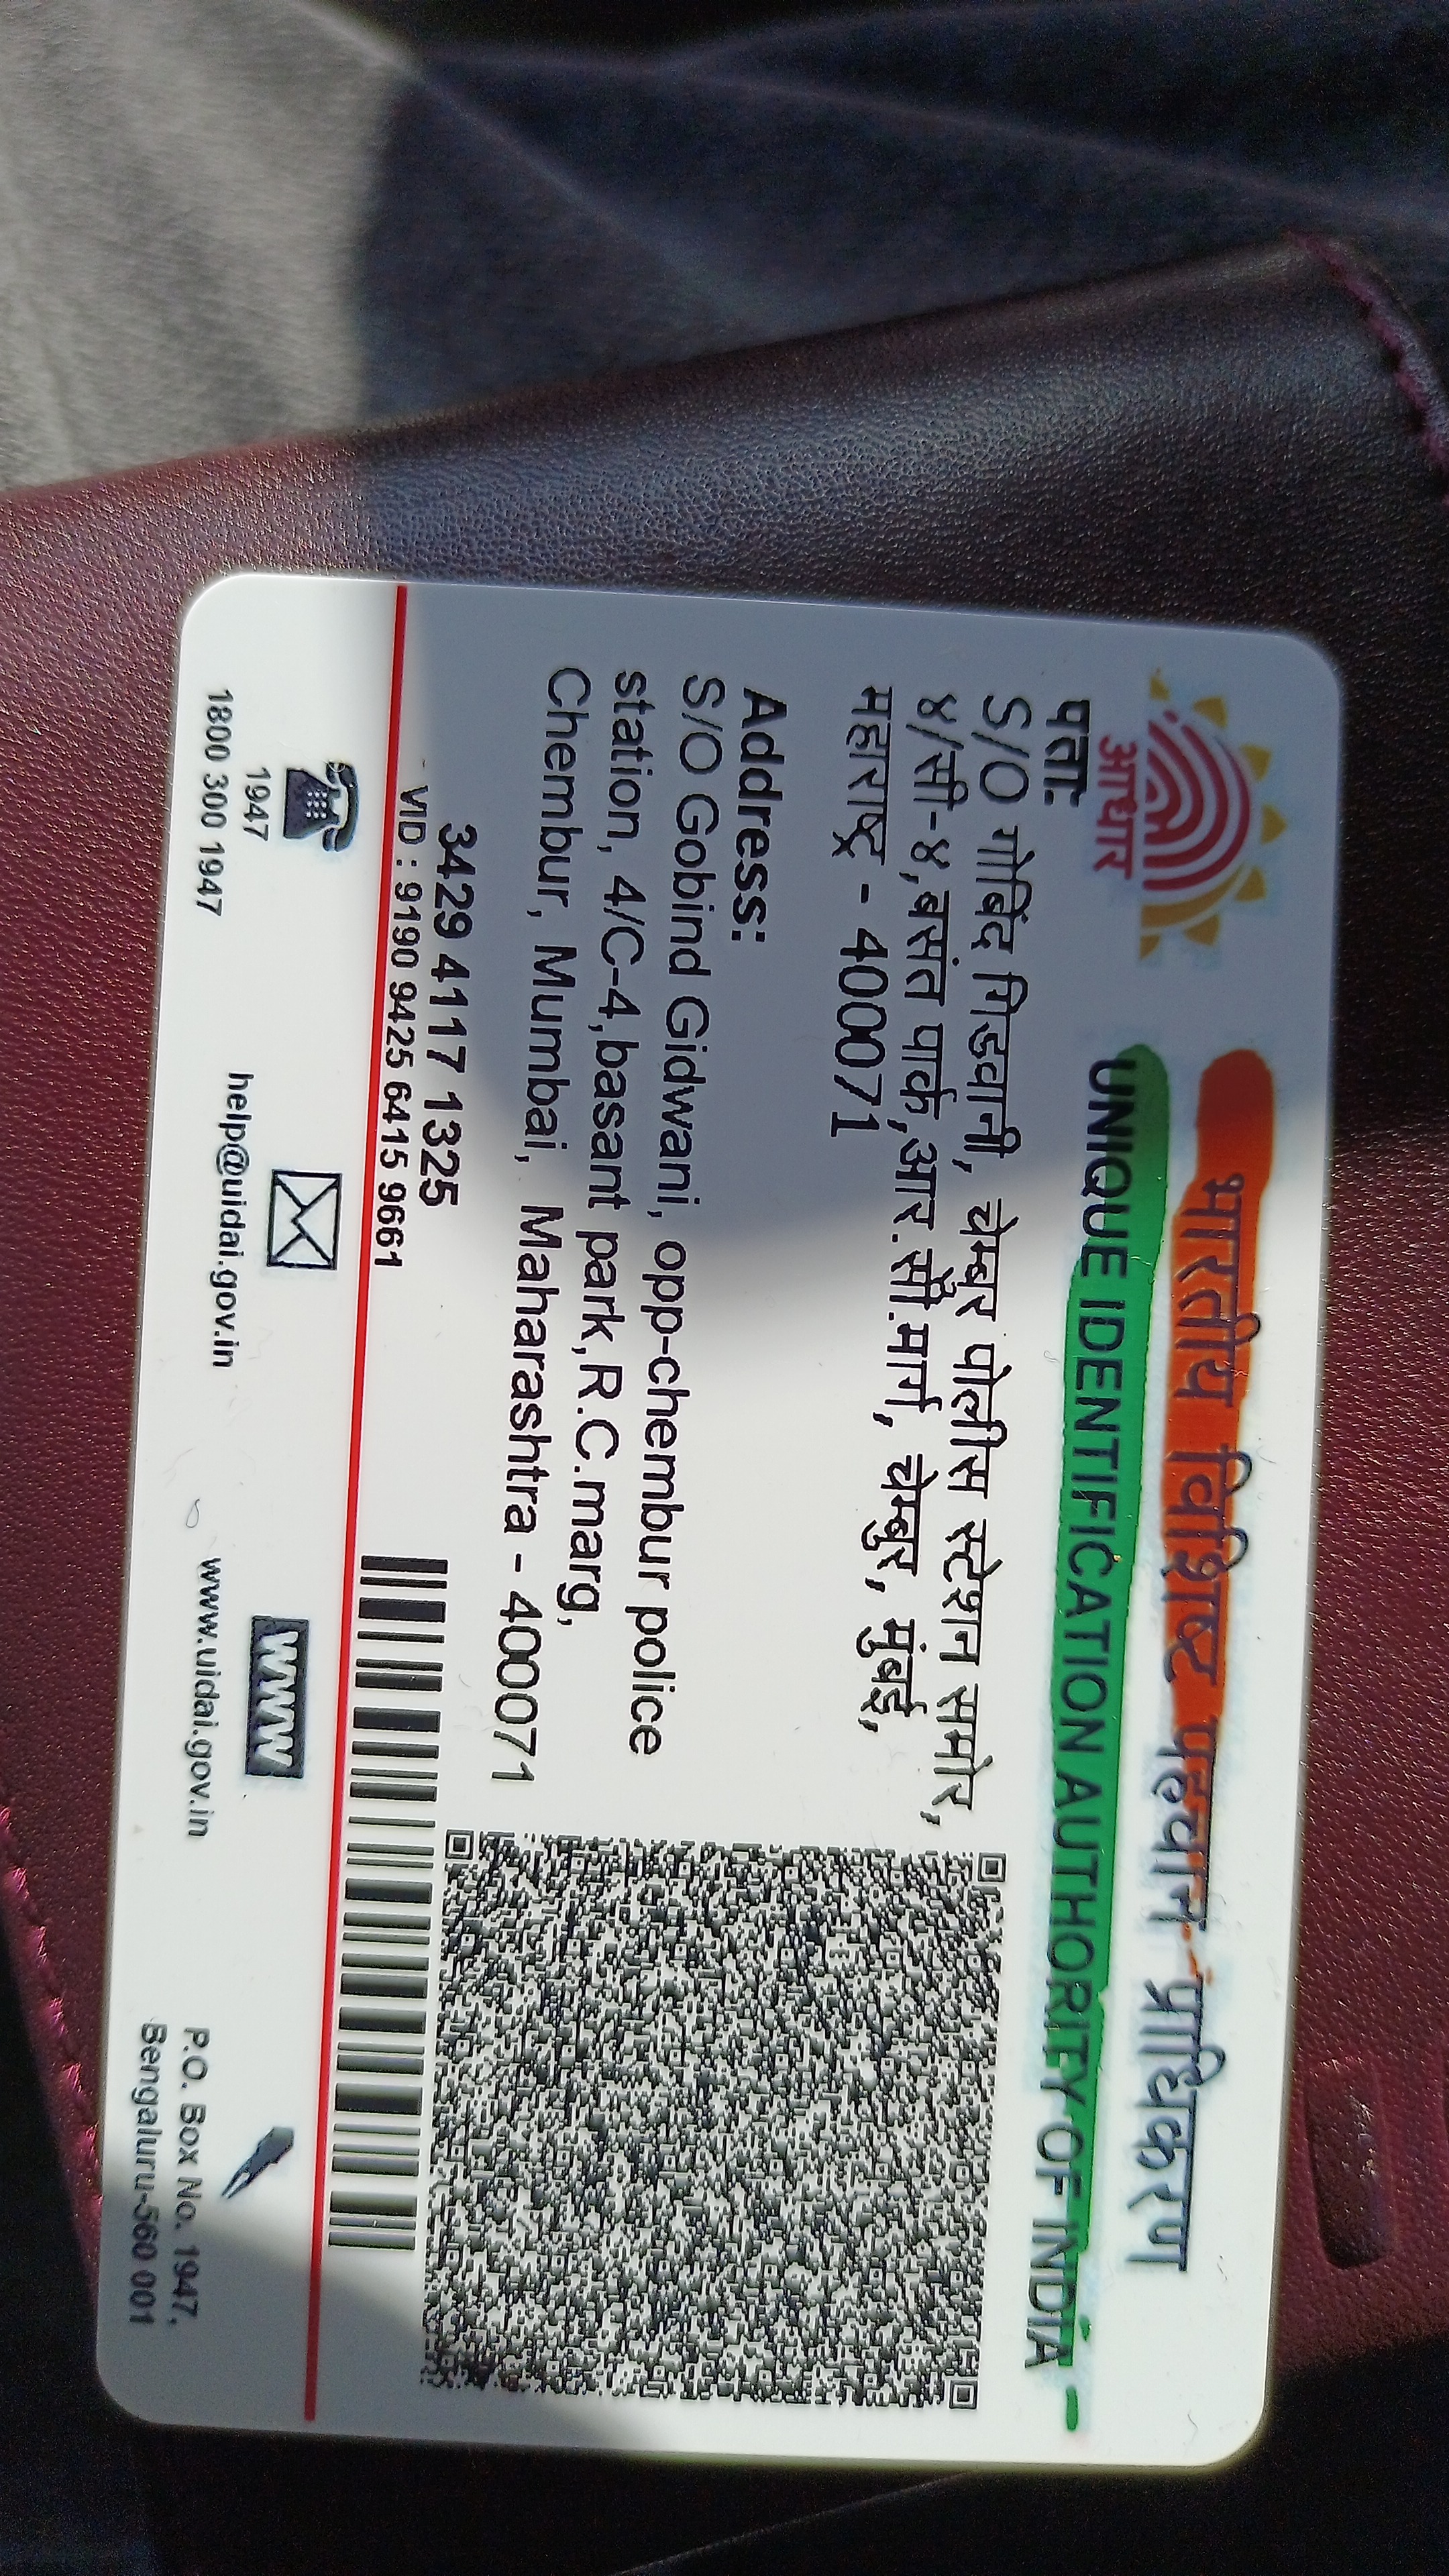 आधार
भारतीय विशिष्ट पहचान प्राधिकरण
UNIQUE IDENTIFICATION AUTHORITY OF INDIA
पता:
S/O गोबिंद गिडवानी, चेम्बुर पोलीस स्टेशन समोर,
४/सी-४,बसंत पार्क,आर.सी.मार्ग, चेम्बुर, मुंबई,
महाराष्ट्र - 400071
Address:
S/O Gobind Gidwani, opp-chembur police
station, 4/C-4,basant park,R.C.marg,
Chembur, Mumbai, Maharashtra - 400071
3429 4117 1325
VID : 9190 9425 6415 9661
1947
1800 300 1947
help@uidai.gov.in
WWW
www.uidai.gov.in
P.O. Box No. 1947,
Bengaluru-560 001